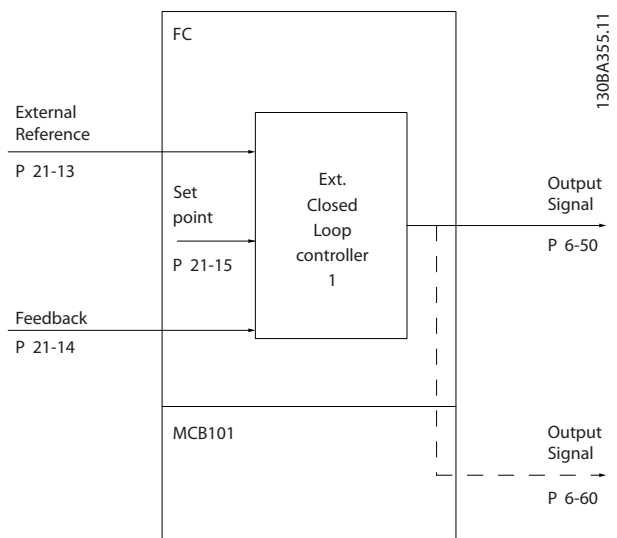 FC
130BA355.11
External
Reference
P 21-13
Set
point
P 21-15
Feedback
P 21-14
Ext.
Closed
Loop
controller
1
Output
Signal
P 6-50
MCB101
Output
Signal
P 6-60